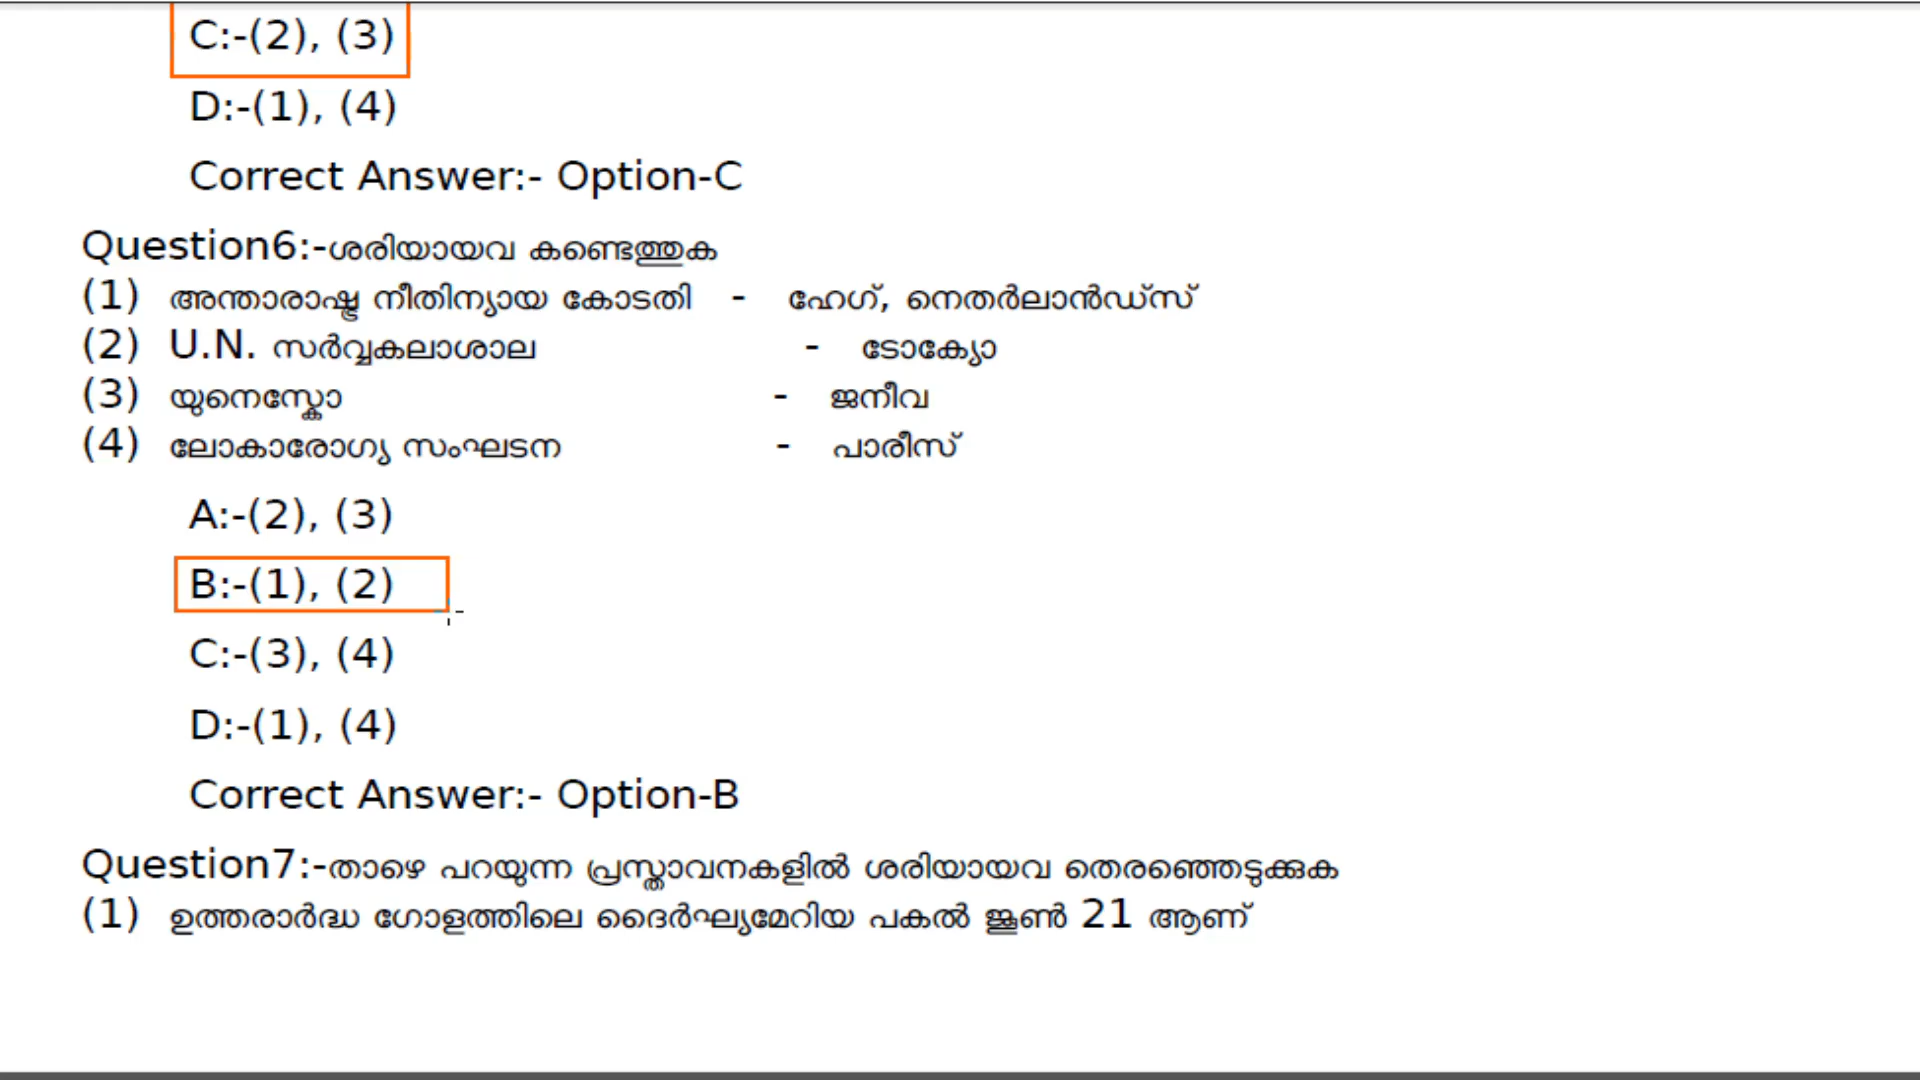 C:-(2), (3)
D:-(1), (4)
Correct Answer:- Option-C
Question6:-ശരിയായവ കണ്ടെത്തുക
(1) അന്താരാഷ്ട്ര നീതിന്യായ കോടതി - ഹേഗ്, നെതർലാൻഡ്സ്
(2) U.N. സർവ്വകലാശാല - ടോക്യോ
(3) യുനെസ്കോ - ജനീവ
(4) ലോകാരോഗ്യ സംഘടന - പാരീസ്
A:-(2), (3)
B:-(1), (2)
C:-(3), (4)
D:-(1), (4)
Correct Answer:- Option-B
Question7:-താഴെ പറയുന്ന പ്രസ്താവനകളിൽ ശരിയായവ തെരഞ്ഞെടുക്കുക
(1) ഉത്തരാർദ്ധ ഗോളത്തിലെ ദൈർഘ്യമേറിയ പകൽ ജൂൺ 21 ആണ്